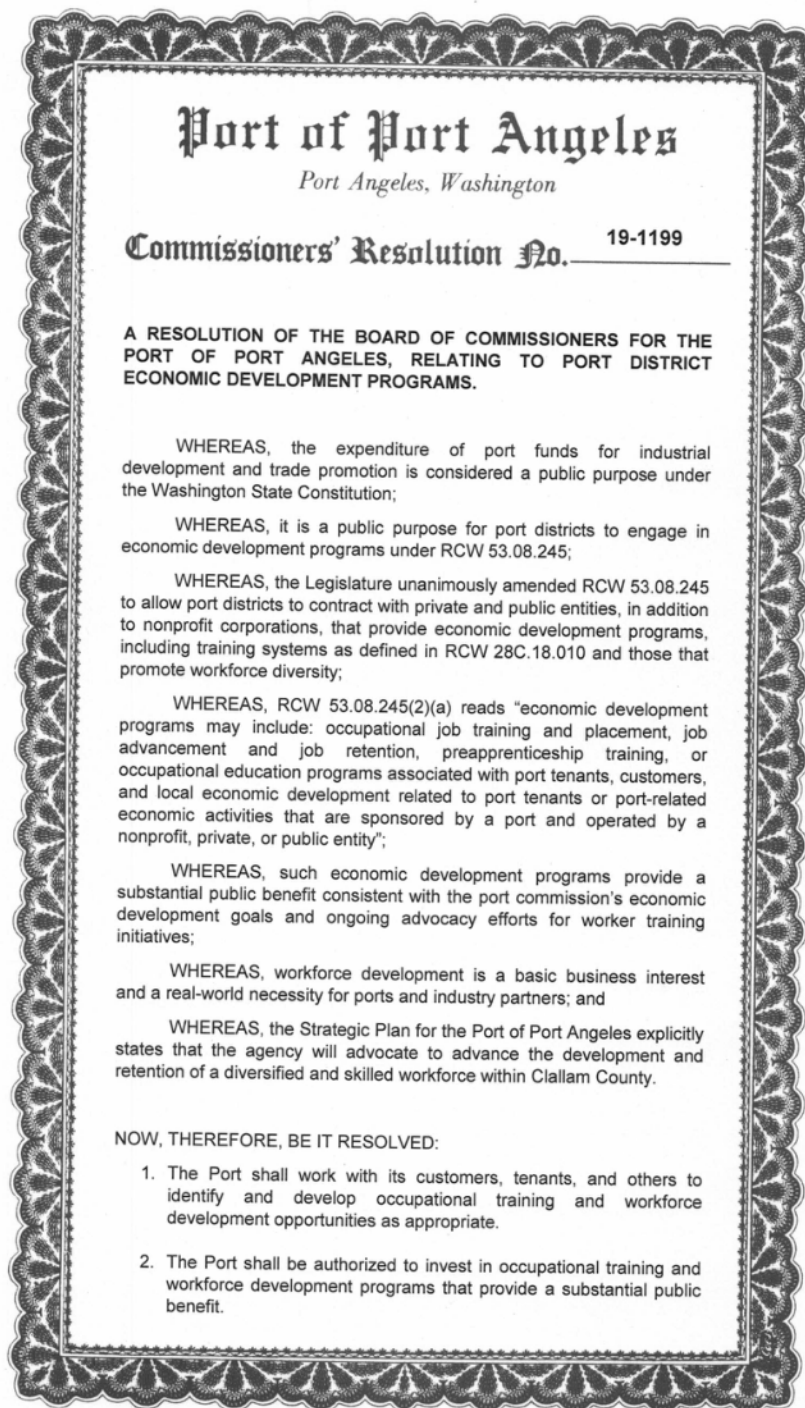 Port of Port Angeles
Port Angeles, Washington
Commissioners' Resolution No. 19-1199
A RESOLUTION OF THE BOARD OF COMMISSIONERS FOR THE
PORT OF PORT ANGELES, RELATING TO PORT DISTRICT
ECONOMIC DEVELOPMENT PROGRAMS.
WHEREAS, the expenditure of port funds for industrial
development and trade promotion is considered a public purpose under
the Washington State Constitution;
WHEREAS, it is a public purpose for port districts to engage in
economic development programs under RCW 53.08.245;
WHEREAS, the Legislature unanimously amended RCW 53.08.245
to allow port districts to contract with private and public entities, in addition
to nonprofit corporations, that provide economic development programs,
including training systems as defined in RCW 28C.18.010 and those that
promote workforce diversity;
WHEREAS, RCW 53.08.245(2)(a) reads “economic development
programs may include: occupational job training and placement, job
advancement and job retention, preapprenticeship training, or
occupational education programs associated with port tenants, customers,
and local economic development related to port tenants or port-related
economic activities that are sponsored by a port and operated by a
nonprofit, private, or public entity”;
WHEREAS, such economic development programs provide a
substantial public benefit consistent with the port commission's economic
development goals and ongoing advocacy efforts for worker training
initiatives;
WHEREAS, workforce development is a basic business interest
and a real-world necessity for ports and industry partners; and
WHEREAS, the Strategic Plan for the Port of Port Angeles explicitly
states that the agency will advocate to advance the development and
retention of a diversified and skilled workforce within Clallam County.
NOW, THEREFORE, BE IT RESOLVED:
1. The Port shall work with its customers, tenants, and others to
identify and develop occupational training and workforce
development opportunities as appropriate.
2. The Port shall be authorized to invest in occupational training and
workforce development programs that provide a substantial public
benefit.